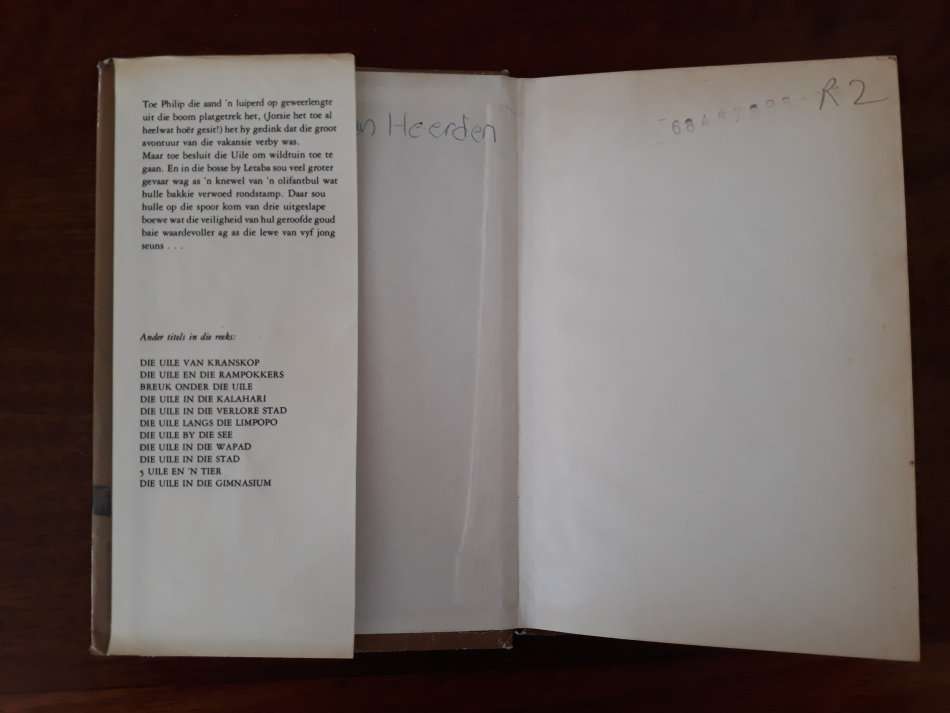 Toe Philip die aand 'n luiperd op geweerlengte
uit die boom platgetrek het, (Jorsie het toe al
heelwat hoër gesit!) het hy gedink dat die groot
avontuur van die vakansie verby was.
Maar toe besluit die Uile om wildtuin toe te
gaan. En in die bosse by Letaba sou veel groter
gevaar wag as 'n knewel van 'n olifantbul wat
hulle bakkie verwoed rondstamp. Daar sou
hulle op die spoor kom van drie uitgeslape
boewe wat die veiligheid van hul geroofde goud
baie waardevoller ag as die lewe van vyf jong
seuns . . .
Ander titels in die reeks:
DIE UILE VAN KRANSKOP
DIE UILE EN DIE RAMPOKKERS
BREUK ONDER DIE UILE
DIE UILE IN DIE KALAHARI
DIE UILE IN DIE VERLORE STAD
DIE UILE LANGS DIE LIMPOPO
DIE UILE BY DIE SEE
DIE UILE IN DIE WAPAD
DIE UILE IN DIE STAD
5 UILE EN 'N TIER
DIE UILE IN DIE GIMNASIUM
an Heerden
R2